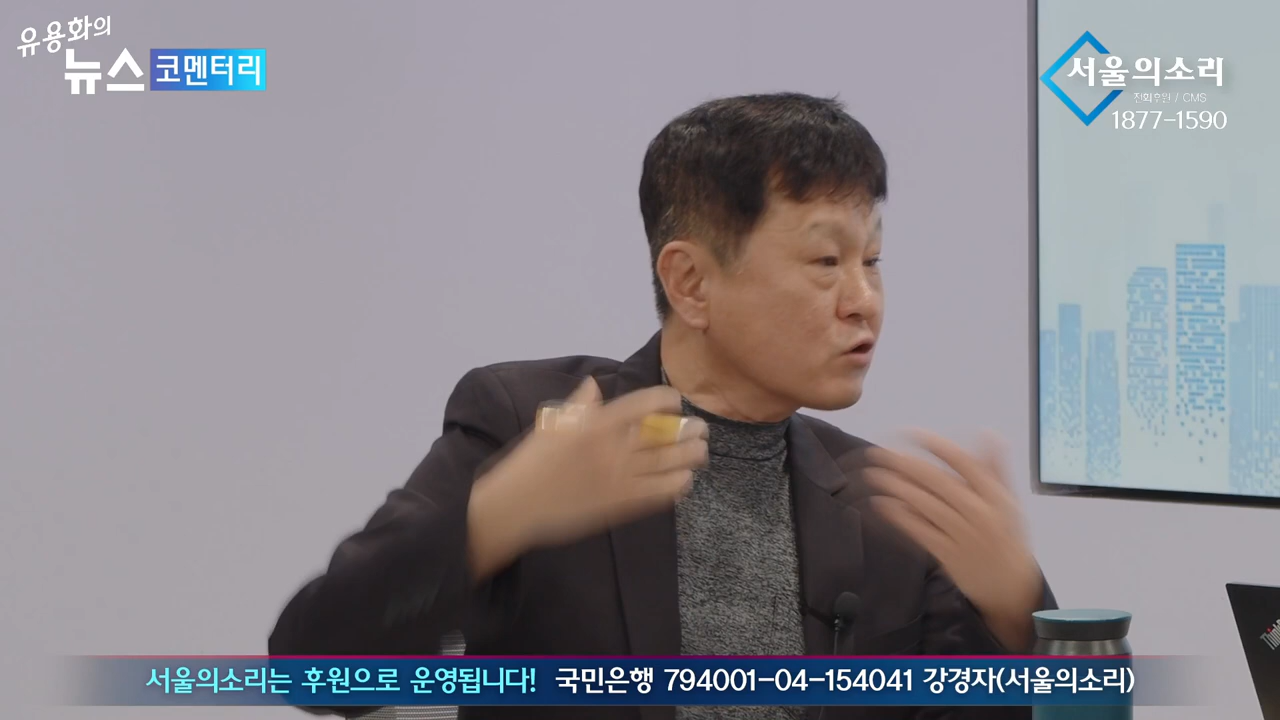 유용화의
뉴스 코멘터리
서울의소리
전화후원 / CMS
1877-1590
서울의소리는 후원으로 운영됩니다! 국민은행 794001-04-154041 강경자(서울의소리)